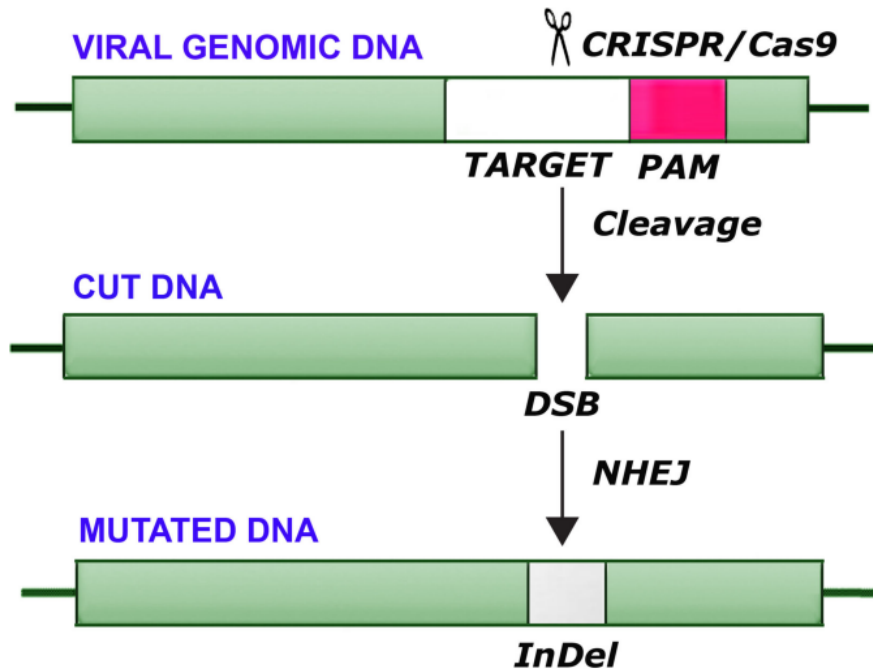 VIRAL GENOMIC DNA
CRISPR/Cas9
TARGET PAM
Cleavage
CUT DNA
DSB
NHEJ
MUTATED DNA
InDel